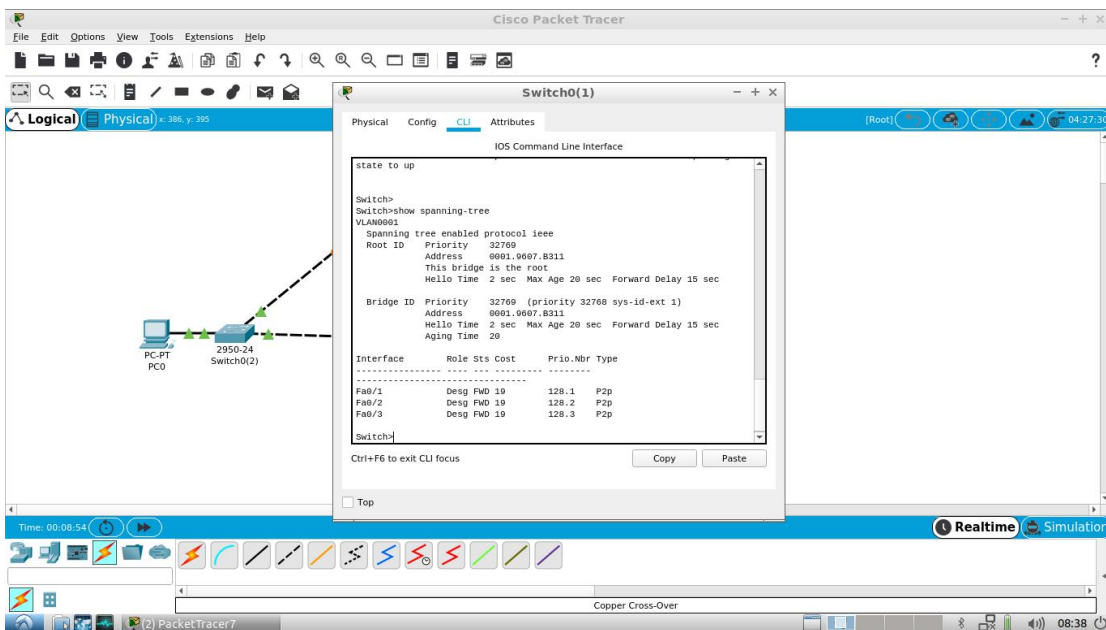 Cisco Packet Tracer
File Edit Options View Tools Extensions Help
?
Logical Physical x: 386, y: 395
[Root] 04:27:30
Switch0(1)
Physical Config CLI Attributes
IOS Command Line Interface
state to up
Switch>
Switch>show spanning-tree
VLAN0001
Spanning tree enabled protocol ieee
Root ID Priority 32769
Address 0001.9607.B311
This bridge is the root
Hello Time 2 sec Max Age 20 sec Forward Delay 15 sec
Bridge ID Priority 32769 (priority 32768 sys-id-ext 1)
Address 0001.9607.B311
Hello Time 2 sec Max Age 20 sec Forward Delay 15 sec
Aging Time 20
Interface Role Sts Cost Prio.Nbr Type
---------------- ---- --- --------- -------- --------------------------------
Fa0/1 Desg FWD 19 128.1 P2p
Fa0/2 Desg FWD 19 128.2 P2p
Fa0/3 Desg FWD 19 128.3 P2p
Switch>
Ctrl+F6 to exit CLI focus
Copy Paste
Top
PC-PT
PC0
2950-24
Switch0(2)
Time: 00:08:54
Realtime Simulation
Copper Cross-Over
(2) PacketTracer7
08:38